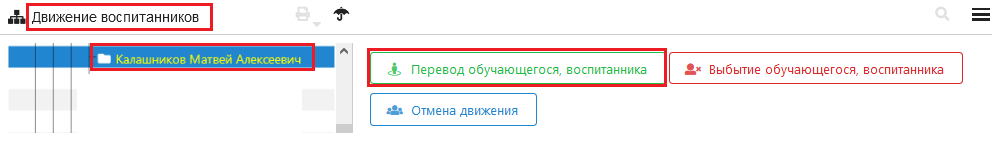 Движение воспитанников
Калашников Матвей Алексеевич
Перевод обучающегося, воспитанника
Выбытие обучающегося, воспитанника
Отмена движения